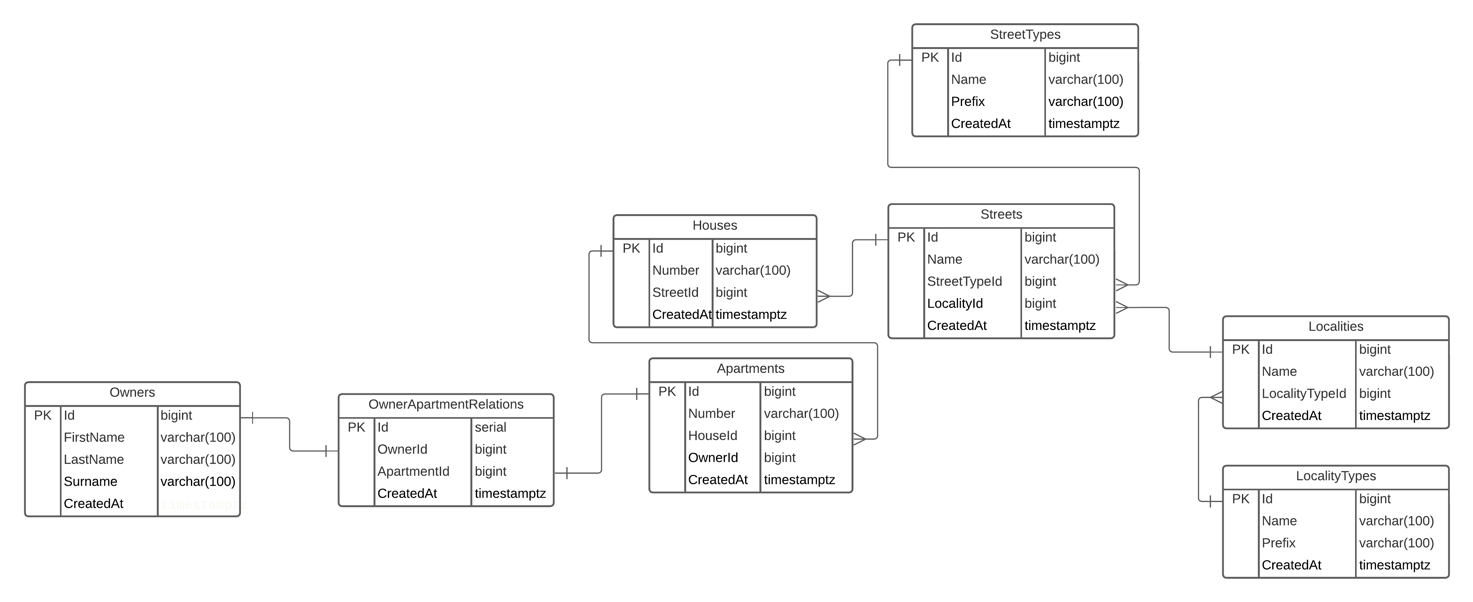 StreetTypes
PK Id bigint
Name varchar(100)
Prefix varchar(100)
CreatedAt timestamptz
Houses
PK Id bigint
Number varchar(100)
StreetId bigint
CreatedAt timestamptz
Streets
PK Id bigint
Name varchar(100)
StreetTypeId bigint
LocalityId bigint
CreatedAt timestamptz
Localities
PK Id bigint
Name varchar(100)
LocalityTypeId bigint
CreatedAt timestamptz
Owners
PK Id bigint
FirstName varchar(100)
LastName varchar(100)
Surname varchar(100)
CreatedAt
OwnerApartmentRelations
PK Id serial
OwnerId bigint
ApartmentId bigint
CreatedAt timestamptz
Apartments
PK Id bigint
Number varchar(100)
HouseId bigint
OwnerId bigint
CreatedAt timestamptz
LocalityTypes
PK Id bigint
Name varchar(100)
Prefix varchar(100)
CreatedAt timestamptz